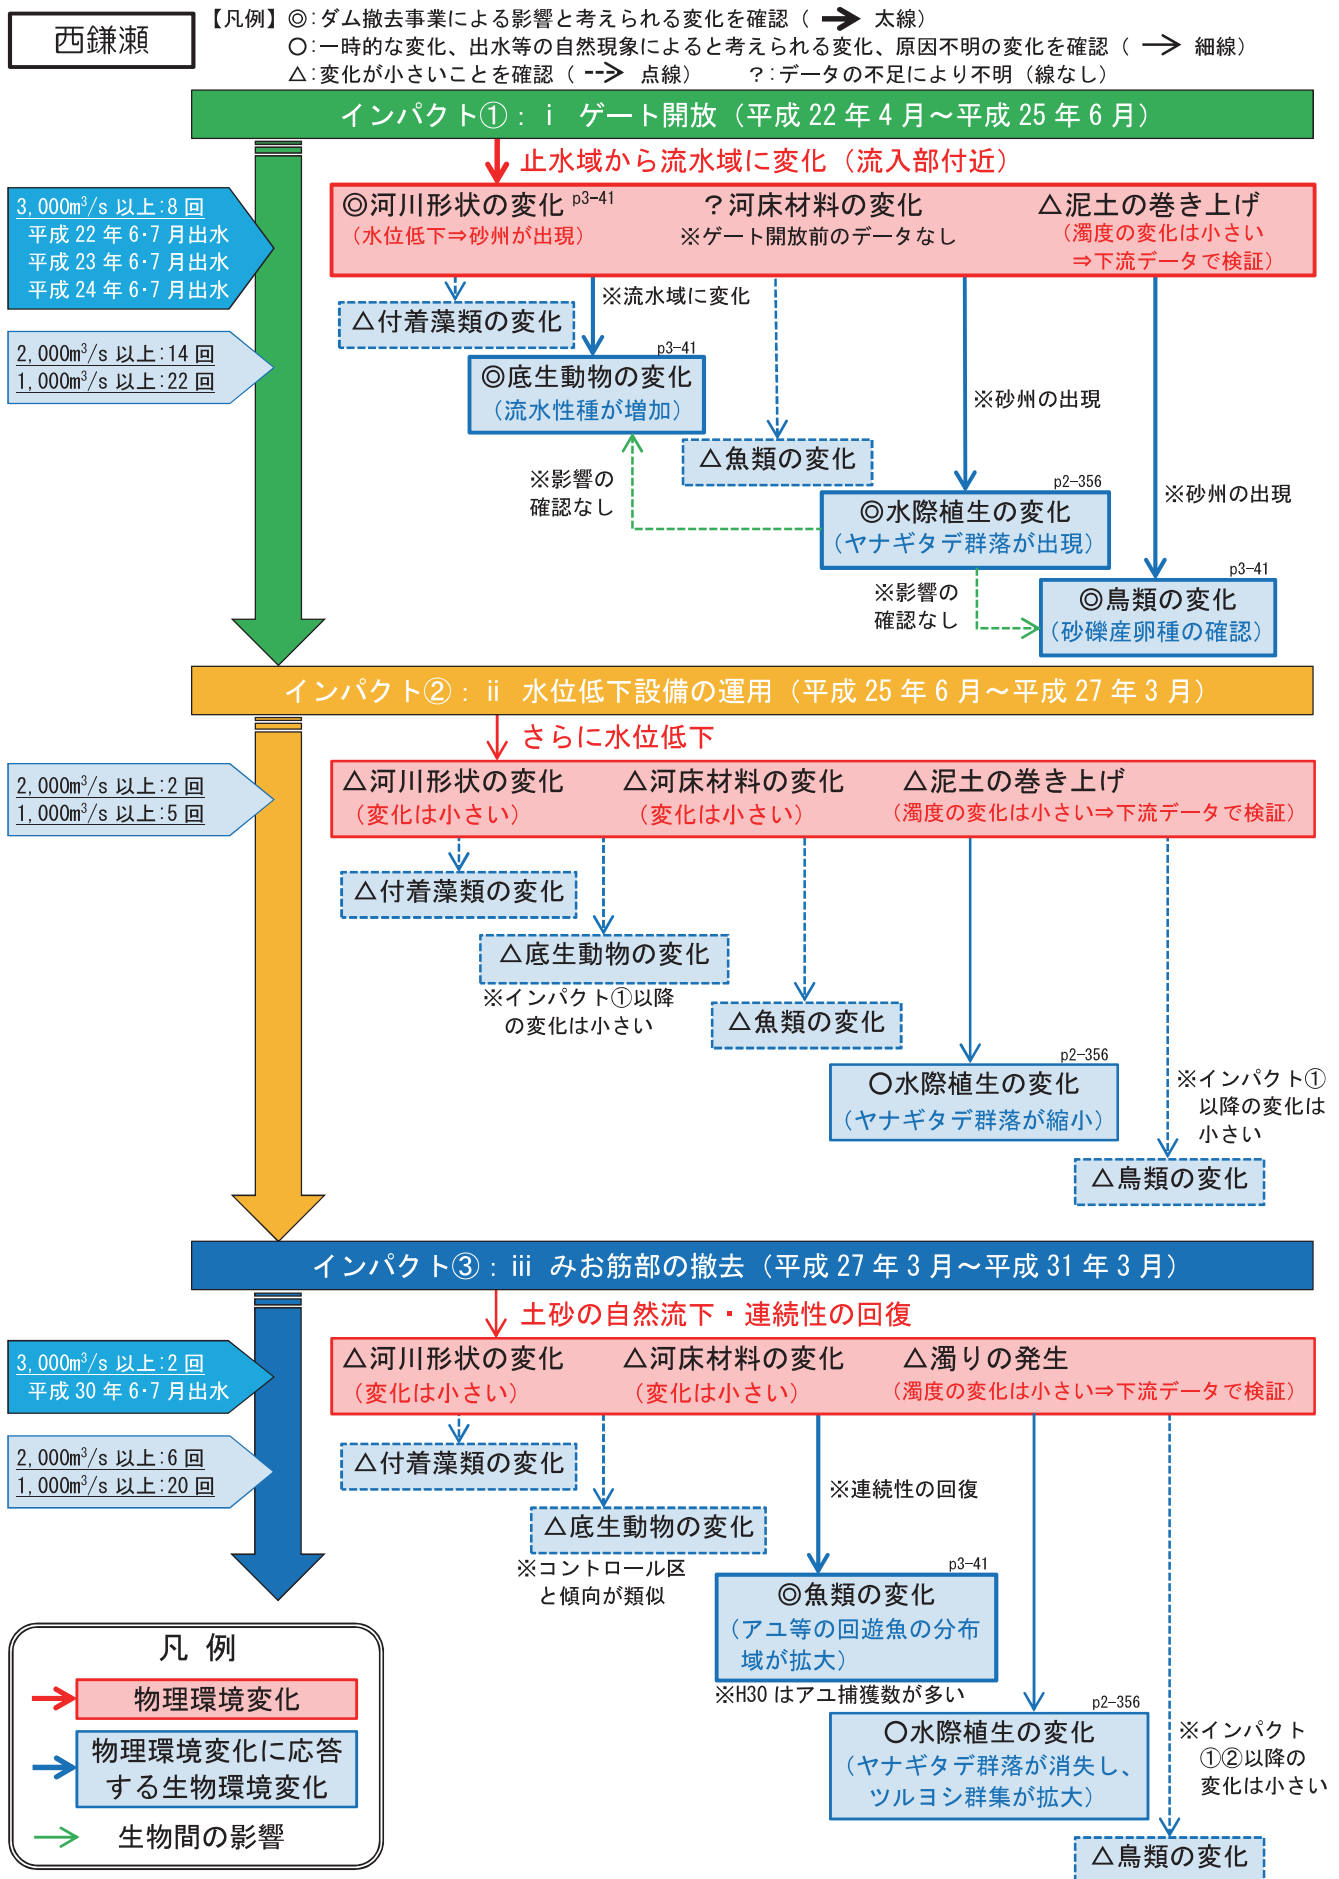 西鎌瀬
【凡例】◎:ダム撤去事業による影響と考えられる変化を確認( 太線)
○:一時的な変化、出水等の自然現象によると考えられる変化、原因不明の変化を確認( 細線)
△:変化が小さいことを確認( 点線) ?:データの不足により不明(線なし)
インパクト①:ⅰ ゲート開放(平成22年4月～平成25年6月)
止水域から流水域に変化(流入部付近)
3,000m³/s以上:8回
平成22年6・7月出水
平成23年6・7月出水
平成24年6・7月出水
2,000m³/s以上:14回
1,000m³/s以上:22回
◎河川形状の変化 p3-41
(水位低下⇒砂州が出現)
?河床材料の変化
※ゲート開放前のデータなし
△泥土の巻き上げ
(濁度の変化は小さい
⇒下流データで検証)
△付着藻類の変化
※流水域に変化
p3-41
◎底生動物の変化
(流水性種が増加)
△魚類の変化
※砂州の出現
※影響の
確認なし
p2-356
◎水際植生の変化
(ヤナギタデ群落が出現)
※砂州の出現
※影響の
確認なし
p3-41
◎鳥類の変化
(砂礫産卵種の確認)
インパクト②:ⅱ 水位低下設備の運用(平成25年6月～平成27年3月)
さらに水位低下
2,000m³/s以上:2回
1,000m³/s以上:5回
△河川形状の変化
(変化は小さい)
△河床材料の変化
(変化は小さい)
△泥土の巻き上げ
(濁度の変化は小さい⇒下流データで検証)
△付着藻類の変化
△底生動物の変化
※インパクト①以降
の変化は小さい
△魚類の変化
p2-356
○水際植生の変化
(ヤナギタデ群落が縮小)
※インパクト①
以降の変化は
小さい
△鳥類の変化
インパクト③:ⅲ みお筋部の撤去(平成27年3月～平成31年3月)
土砂の自然流下・連続性の回復
3,000m³/s以上:2回
平成30年6・7月出水
2,000m³/s以上:6回
1,000m³/s以上:20回
△河川形状の変化
(変化は小さい)
△河床材料の変化
(変化は小さい)
△濁りの発生
(濁度の変化は小さい⇒下流データで検証)
△付着藻類の変化
△底生動物の変化
※コントロール区
と傾向が類似
※連続性の回復
p3-41
◎魚類の変化
(アユ等の回遊魚の分布
域が拡大)
※H30はアユ捕獲数が多い
p2-356
○水際植生の変化
(ヤナギタデ群落が消失し、
ツルヨシ群集が拡大)
※インパクト
①②以降の
変化は小さい
△鳥類の変化
凡 例
物理環境変化
物理環境変化に応答
する生物環境変化
生物間の影響